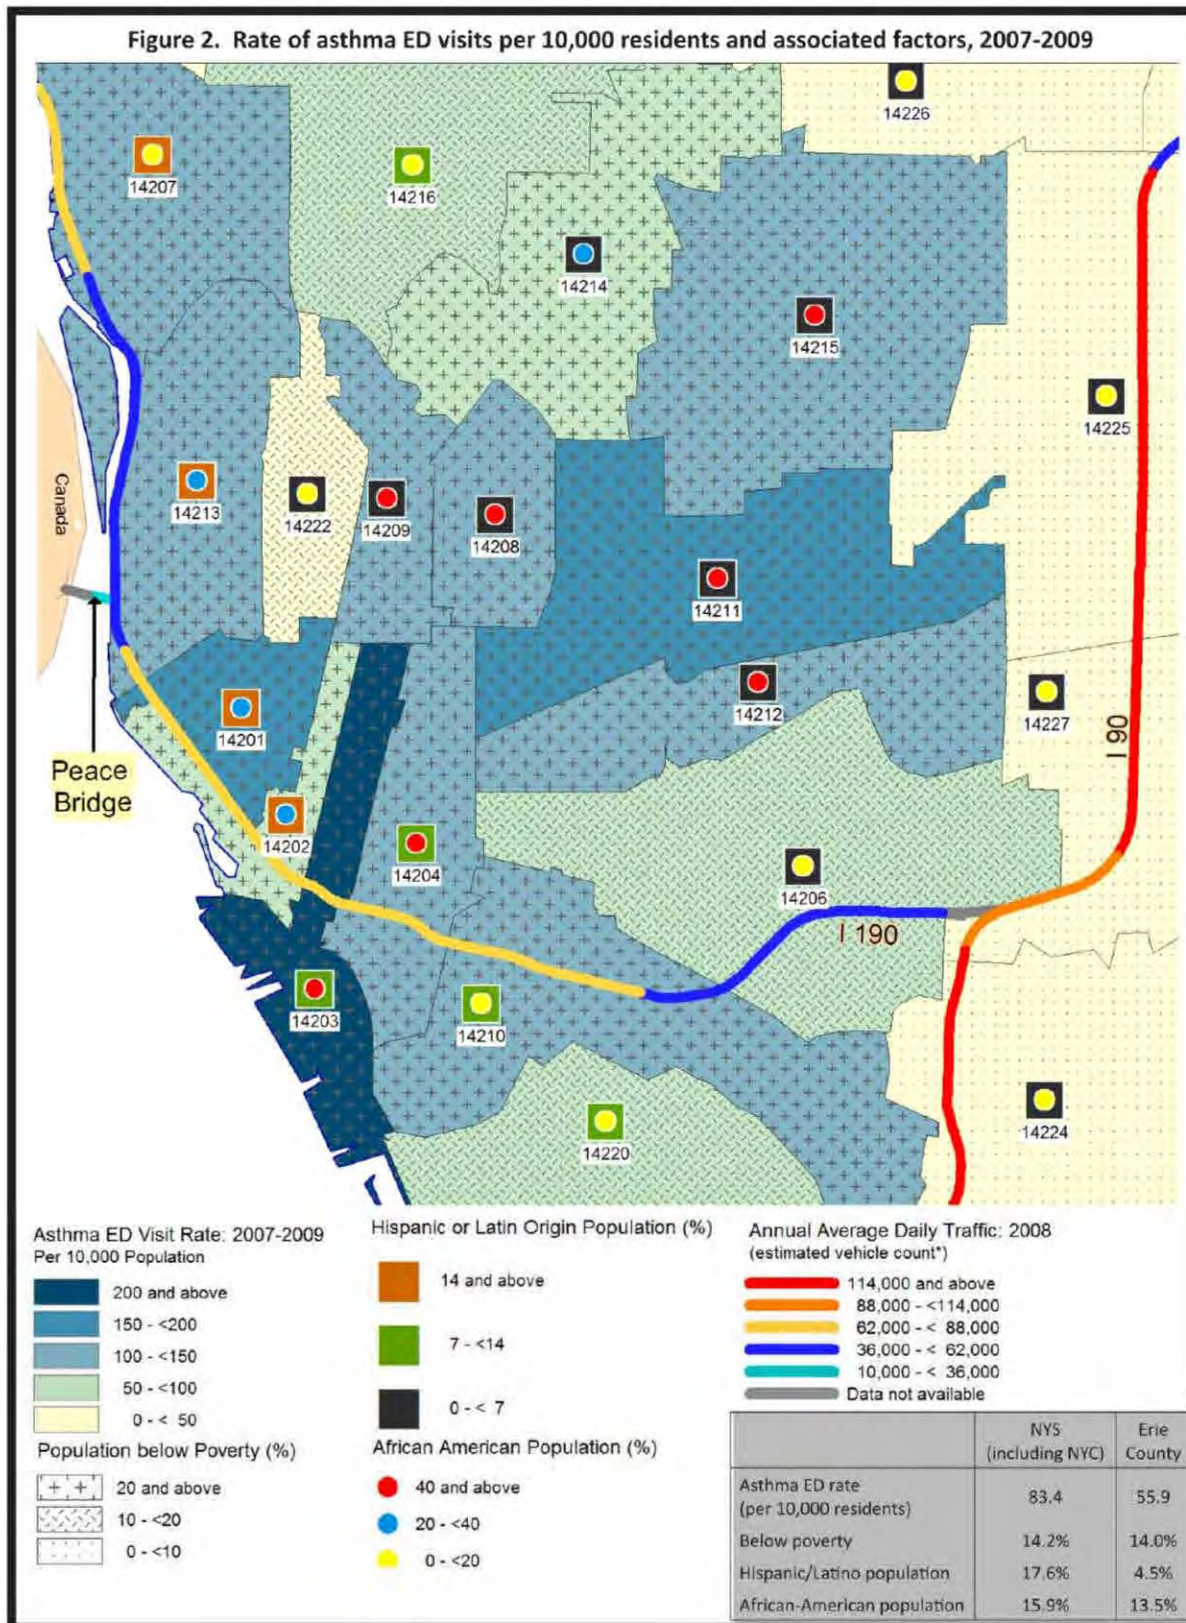 Figure 2.  Rate of asthma ED visits per 10,000 residents and associated factors, 2007-2009
14226
14207
14216
14214
14215
14225
Canada
14213
14222
14209
14208
14211
14212
14227
14201
I 90
Peace
Bridge
14202
14204
14206
I 190
14203
14210
14224
14220
Asthma ED Visit Rate: 2007-2009
Per 10,000 Population
200 and above
150 - <200
100 - <150
50 - <100
0 - < 50
Population below Poverty (%)
20 and above
10 - <20
0 - <10
Hispanic or Latin Origin Population (%)
14 and above
7 - <14
0 - < 7
African American Population (%)
40 and above
20 - <40
0 - <20
Annual Average Daily Traffic: 2008
(estimated vehicle count*)
114,000 and above
88,000 - <114,000
62,000 - < 88,000
36,000 - < 62,000
10,000 - < 36,000
Data not available
NYS Erie
(including NYC) County
Asthma ED rate
(per 10,000 residents) 83.4 55.9
Below poverty 14.2% 14.0%
Hispanic/Latino population 17.6% 4.5%
African-American population 15.9% 13.5%